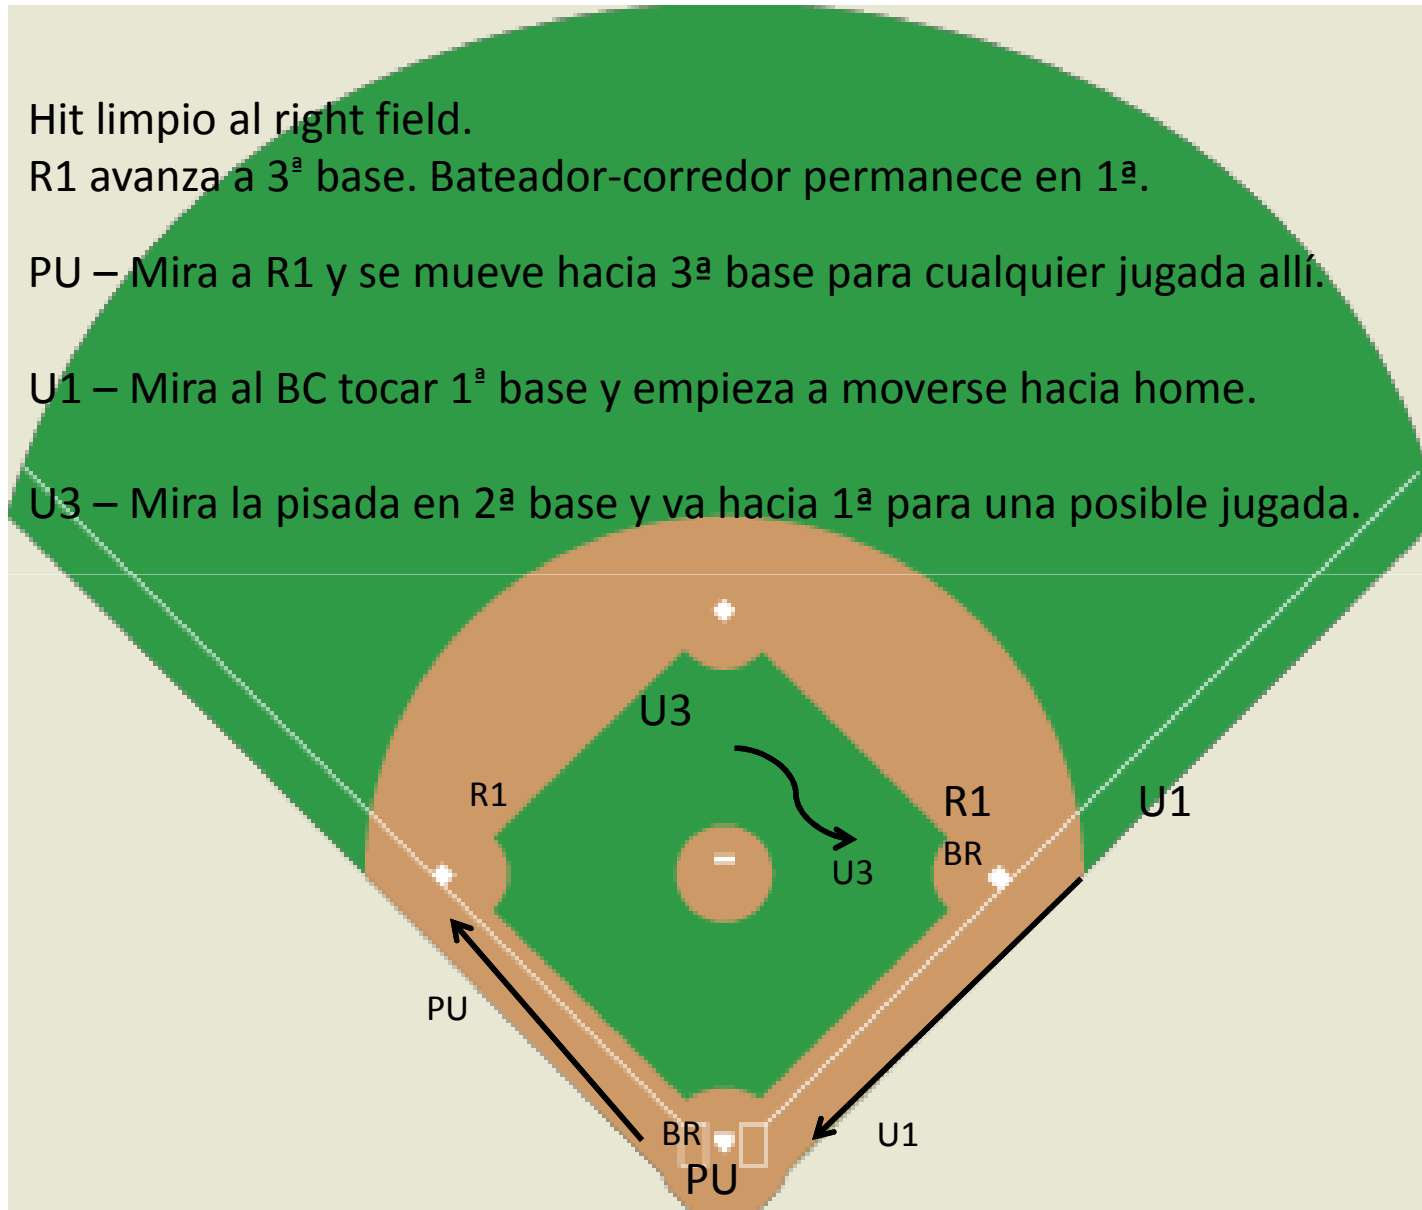 Hit limpio al right field.
R1 avanza a 3ª base. Bateador-corredor permanece en 1ª.
PU – Mira a R1 y se mueve hacia 3ª base para cualquier jugada allí.
U1 – Mira al BC tocar 1ª base y empieza a moverse hacia home.
U3 – Mira la pisada en 2ª base y va hacia 1ª para una posible jugada.
U3
R1
R1
U1
BR
U3
PU
BR
U1
PU